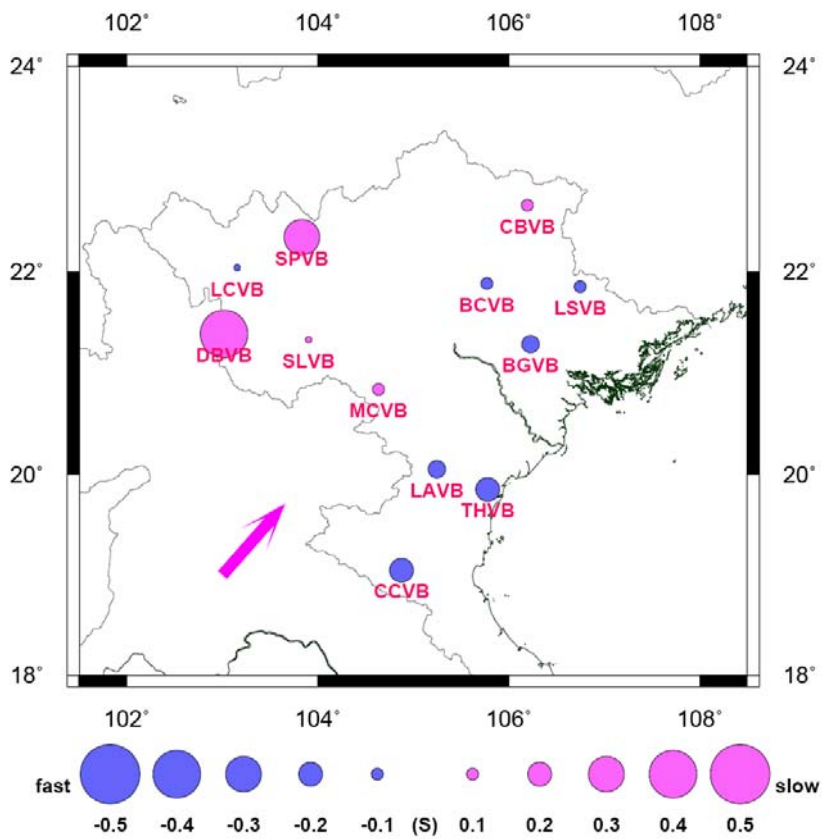 102˚ 104˚ 106˚ 108˚
24˚ 24˚
CBVB
SPVB
22˚ 22˚
LCVB BCVB LSVB
DBVB SLVB BGVB
MCVB
20˚ 20˚
LAVB THVB
CCVB
18˚ 18˚
102˚ 104˚ 106˚ 108˚
fast slow
-0.5 -0.4 -0.3 -0.2 -0.1 (S) 0.1 0.2 0.3 0.4 0.5